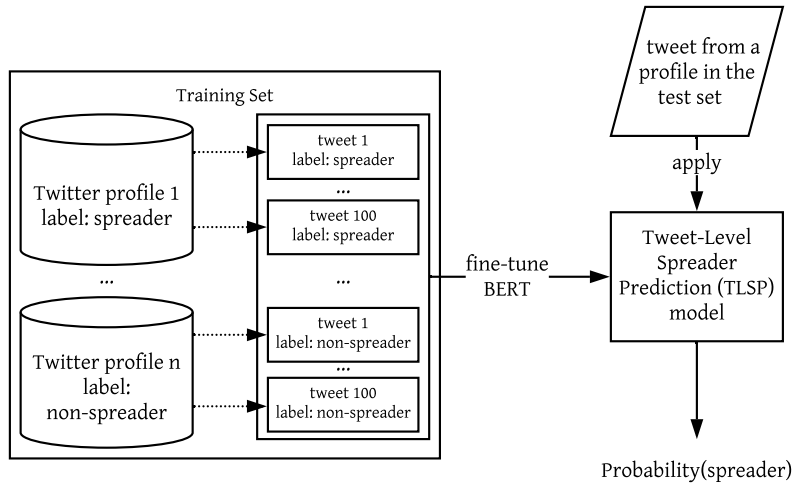 Training Set
Twitter profile 1
label: spreader
...
Twitter profile n
label:
non-spreader
tweet 1
label: spreader
...
tweet 100
label: spreader
...
tweet 1
label: non-spreader
...
tweet 100
label: non-spreader
fine-tune
BERT
tweet from a
profile in the
test set
apply
Tweet-Level
Spreader
Prediction (TLSP)
model
Probability(spreader)